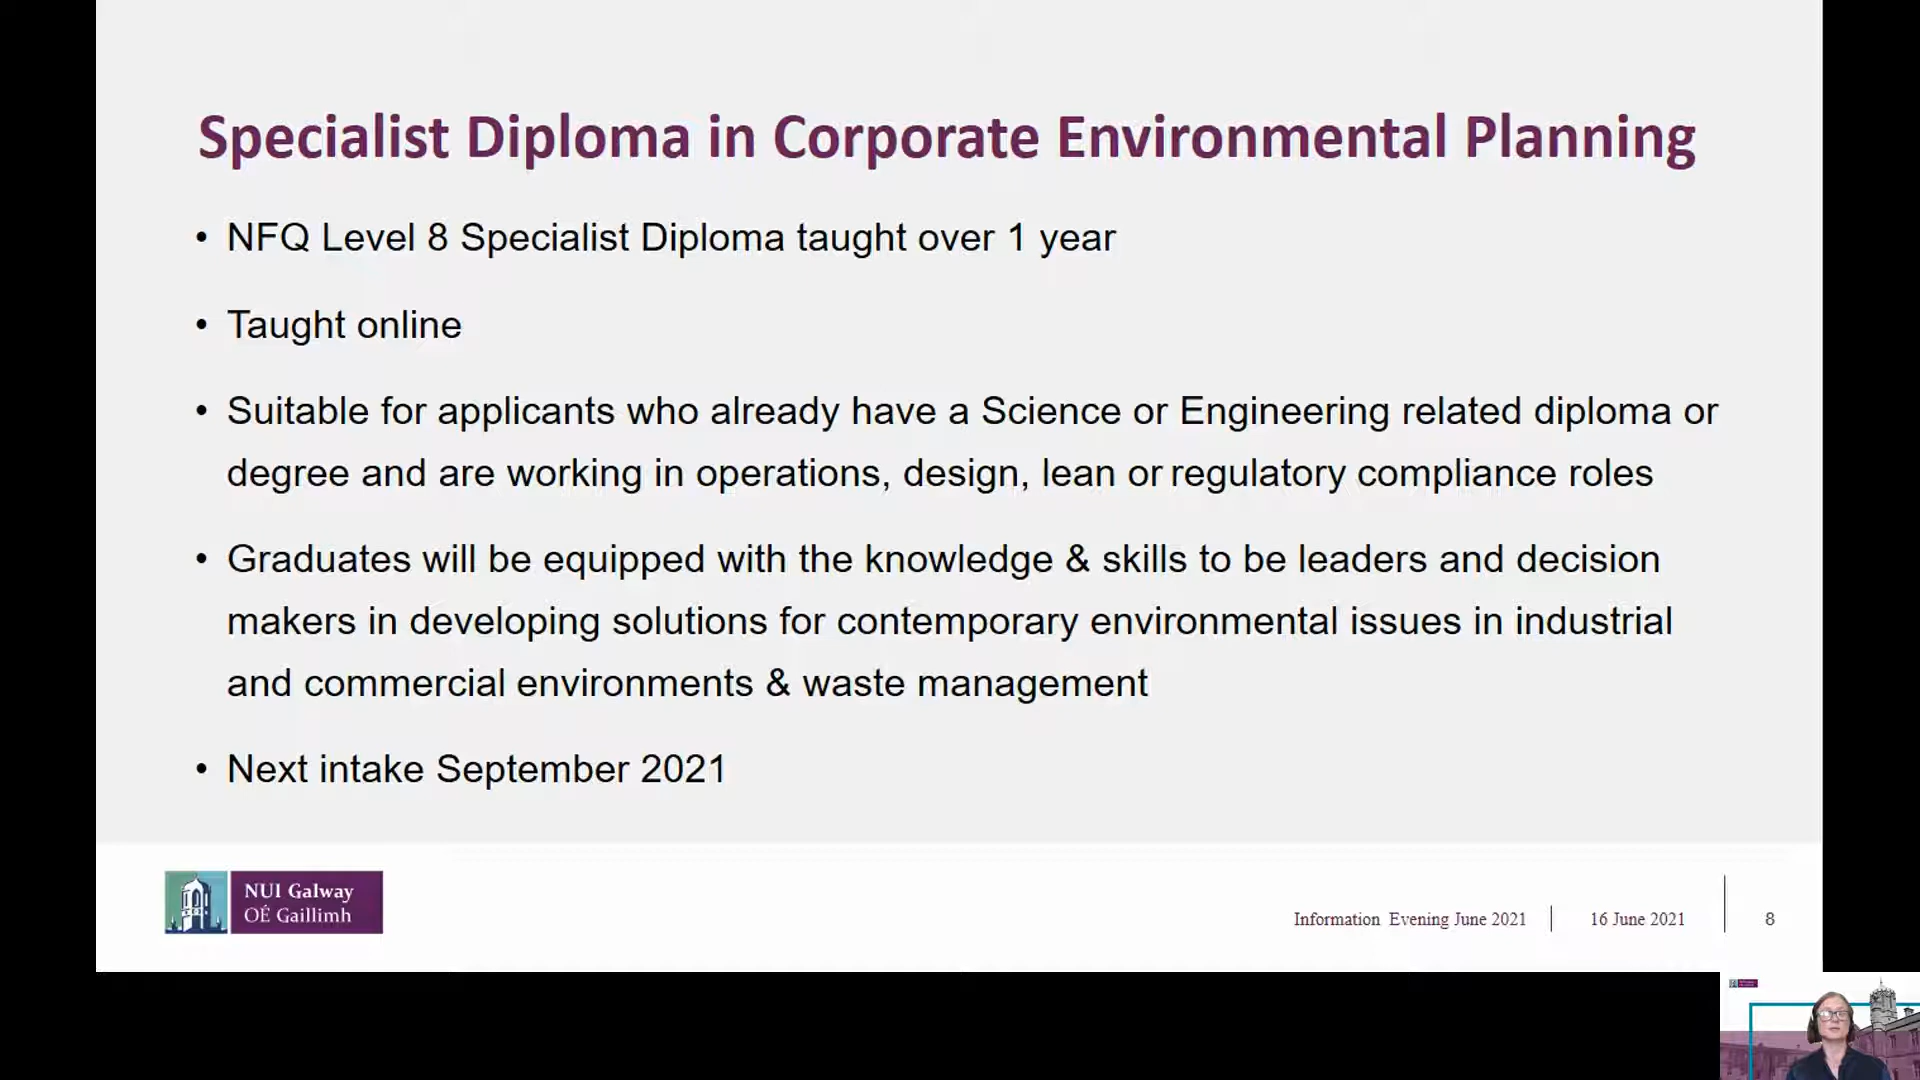 Specialist Diploma in Corporate Environmental Planning
• NFQ Level 8 Specialist Diploma taught over 1 year
• Taught online
• Suitable for applicants who already have a Science or Engineering related diploma or
degree and are working in operations, design, lean or regulatory compliance roles
• Graduates will be equipped with the knowledge & skills to be leaders and decision
makers in developing solutions for contemporary environmental issues in industrial
and commercial environments & waste management
• Next intake September 2021
NUI Galway
OÉ Gaillimh
Information Evening June 2021
16 June 2021
8